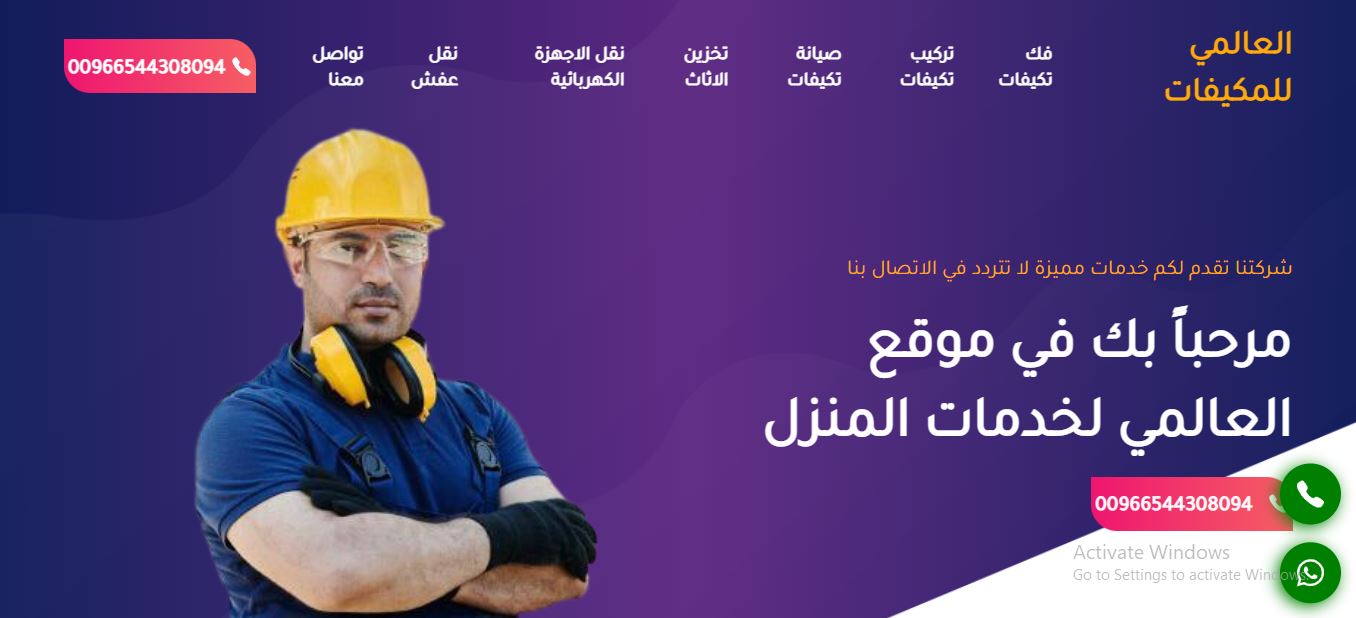 العالمي
للمكيفات
فك
تكيفات
تركيب
تكيفات
صيانة
تكيفات
تخزين
الاثاث
نقل الاجهزة
الكهربائية
نقل
عفش
تواصل
معنا
00966544308094
شركتنا تقدم لكم خدمات مميزة لا تتردد في الاتصال بنا
مرحباً بك في موقع
العالمي لخدمات المنزل
00966544308094
Activate Windows
Go to Settings to activate Windows.